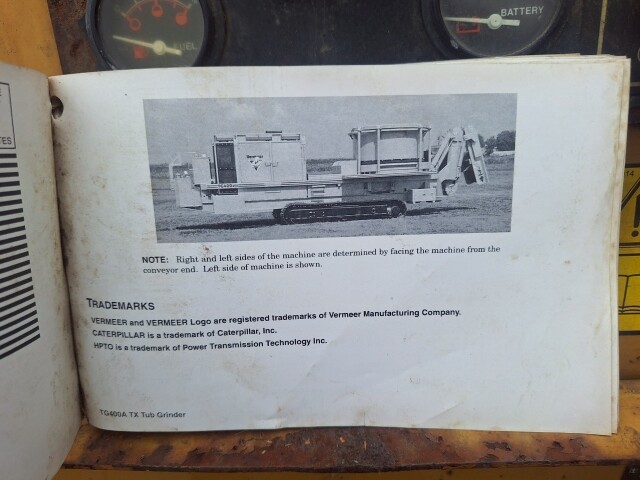 FUEL
BATTERY
NOTE: Right and left sides of the machine are determined by facing the machine from the
conveyor end. Left side of machine is shown.
TRADEMARKS
VERMEER and VERMEER Logo are registered trademarks of Vermeer Manufacturing Company.
CATERPILLAR is a trademark of Caterpillar, Inc.
HPTO is a trademark of Power Transmission Technology Inc.
TG400A TX Tub Grinder